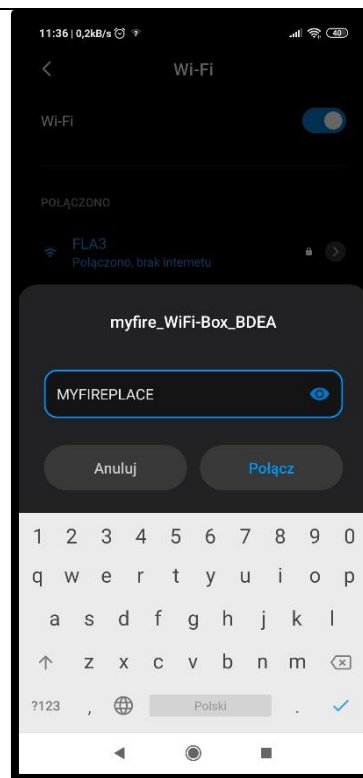 11:36 | 0,2kB/s 40
Wi-Fi
Wi-Fi
POŁĄCZONO
FLA3
Połączono, brak internetu
myfire_WiFi-Box_BDEA
MYFIREPLACE
Anuluj Połącz
1 2 3 4 5 6 7 8 9 0
q w e r t y u i o p
a s d f g h j k l
z x c v b n m
?123 , Polski .